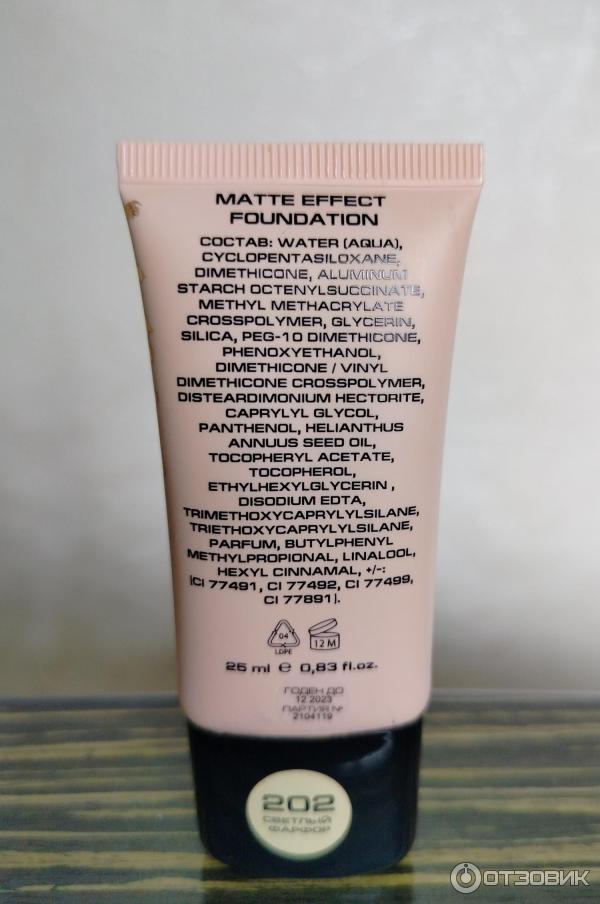 MATTE EFFECT
FOUNDATION
СОСТАВ: WATER (AQUA),
CYCLOPENTASILOXANE,
DIMETHICONE, ALUMINUM
STARCH OCTENYLSUCCINATE,
METHYL METHACRYLATE
CROSSPOLYMER, GLYCERIN,
SILICA, PEG-10 DIMETHICONE,
PHENOXYETHANOL,
DIMETHICONE / VINYL
DIMETHICONE CROSSPOLYMER,
DISTEARDIMONIUM HECTORITE,
CAPRYLYL GLYCOL,
PANTHENOL, HELIANTHUS
ANNUUS SEED OIL,
TOCOPHERYL ACETATE,
TOCOPHEROL,
ETHYLHEXYLGLYCERIN ,
DISODIUM EDTA,
TRIMETHOXYCAPRYLYLSILANE,
TRIETHOXYCAPRYLYLSILANE,
PARFUM, BUTYLPHENYL
METHYLPROPIONAL, LINALOOL,
HEXYL CINNAMAL, +/-:
(CI 77491, CI 77492, CI 77499,
CI 77891).
04
LDPE
12 M
25 ml e 0,83 fl.oz.
ГОДЕН ДО
12 2023
ПАРТИЯ №
2104119
202
СВЕТЛЫЙ
ФАРФОР
ОТЗОВИК